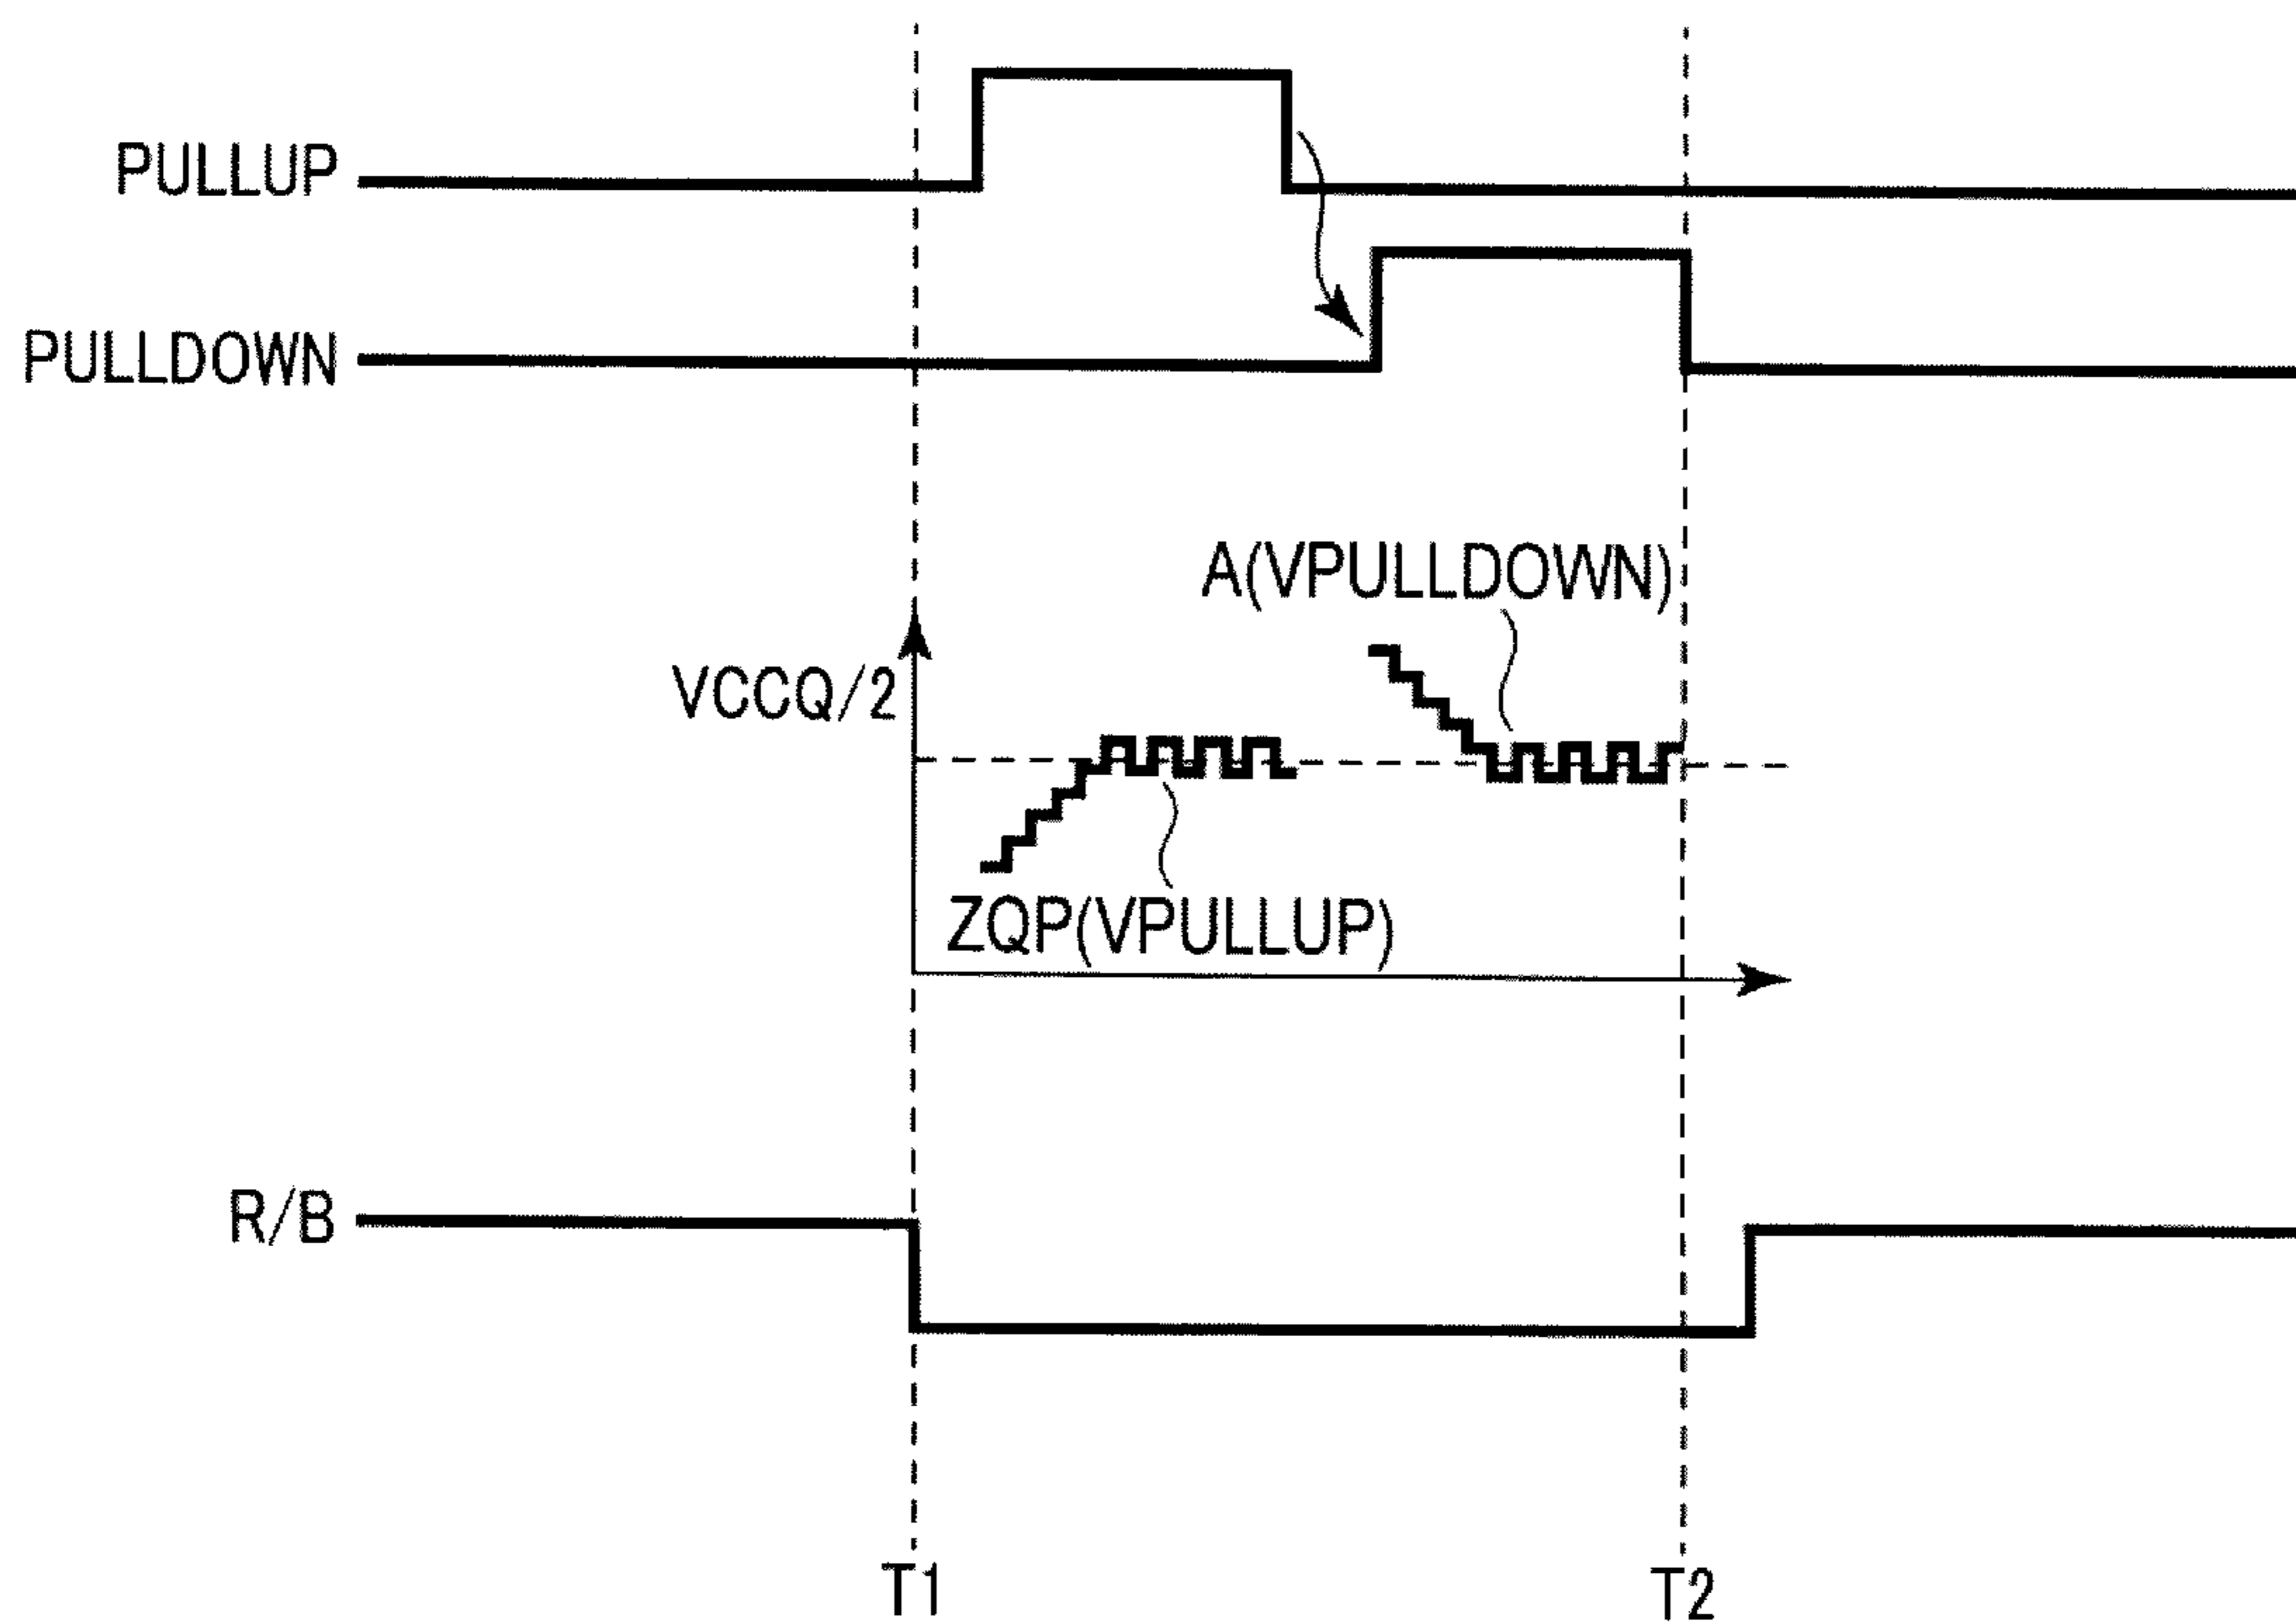 PULLUP
PULLDOWN
A(VPULLDOWN)
VCCQ/2
ZQP(VPULLUP)
R/B
T1
T2